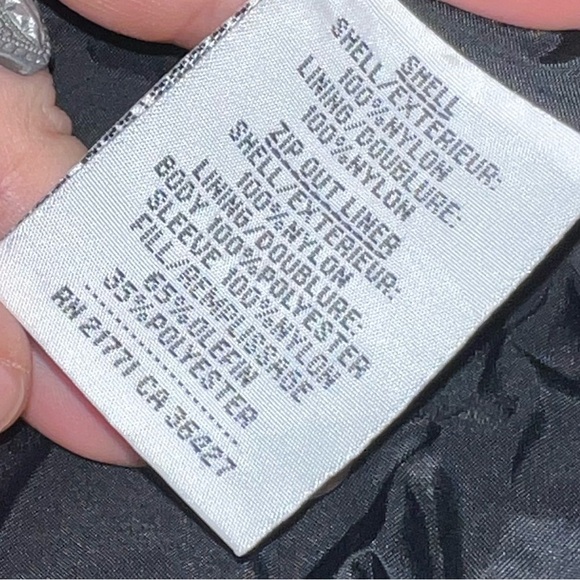 SHELL
SHELL/EXTERIEUR:
100%NYLON
LINING/DOUBLURE:
100%NYLON
ZIP OUT LINER
SHELL/EXTERIEUR:
100%NYLON
LINING/DOUBLURE:
BODY 100%POLYESTER
SLEEVE 100%NYLON
FILL/REMPLISSAGE
65%OLEFIN
35%POLYESTER
RN 21771 CA 36427